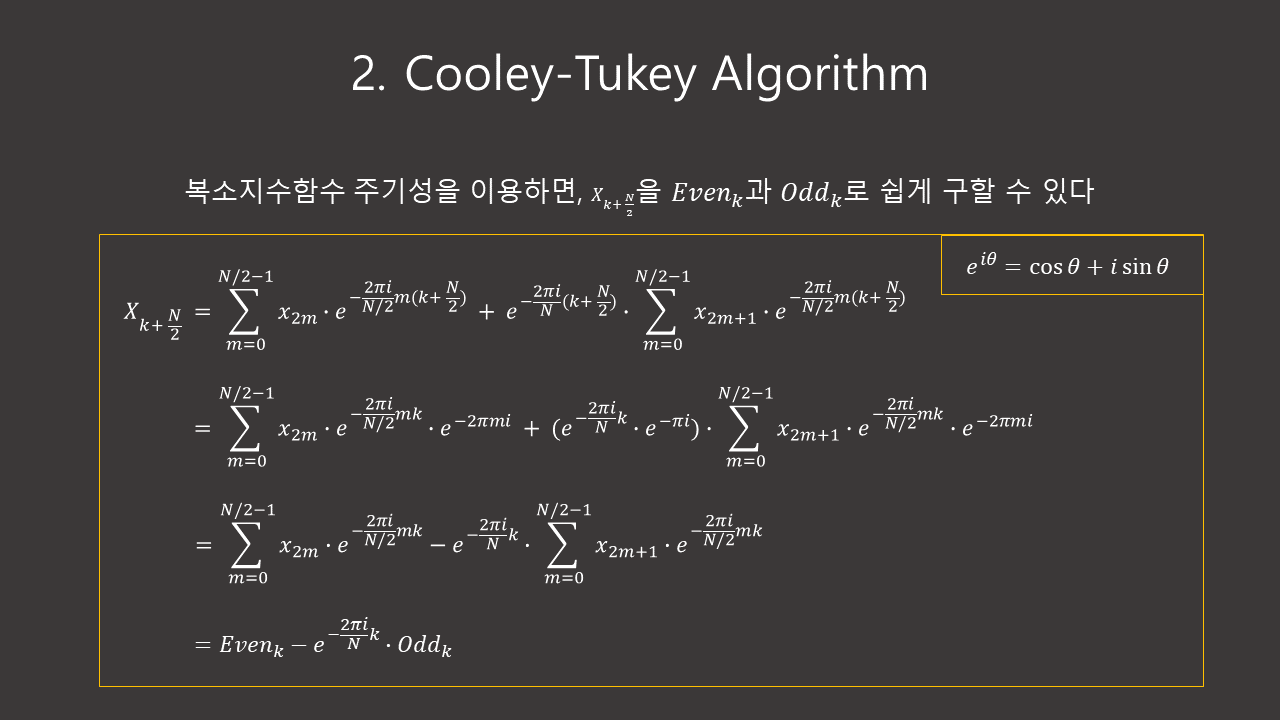 2. Cooley-Tukey Algorithm
복소지수함수 주기성을 이용하면, $X_{k+\frac{N}{2}}$을 $Even_k$과 $Odd_k$로 쉽게 구할 수 있다
$e^{i\theta} = \cos\theta + i\sin\theta$
$X_{k+\frac{N}{2}} = \sum_{m=0}^{N/2-1} x_{2m} \cdot e^{-\frac{2\pi i}{N/2}m(k+\frac{N}{2})} + e^{-\frac{2\pi i}{N}(k+\frac{N}{2})} \cdot \sum_{m=0}^{N/2-1} x_{2m+1} \cdot e^{-\frac{2\pi i}{N/2}m(k+\frac{N}{2})}$
$= \sum_{m=0}^{N/2-1} x_{2m} \cdot e^{-\frac{2\pi i}{N/2}mk} \cdot e^{-2\pi mi} + (e^{-\frac{2\pi i}{N}k} \cdot e^{-\pi i}) \cdot \sum_{m=0}^{N/2-1} x_{2m+1} \cdot e^{-\frac{2\pi i}{N/2}mk} \cdot e^{-2\pi mi}$
$= \sum_{m=0}^{N/2-1} x_{2m} \cdot e^{-\frac{2\pi i}{N/2}mk} - e^{-\frac{2\pi i}{N}k} \cdot \sum_{m=0}^{N/2-1} x_{2m+1} \cdot e^{-\frac{2\pi i}{N/2}mk}$
$= Even_k - e^{-\frac{2\pi i}{N}k} \cdot Odd_k$